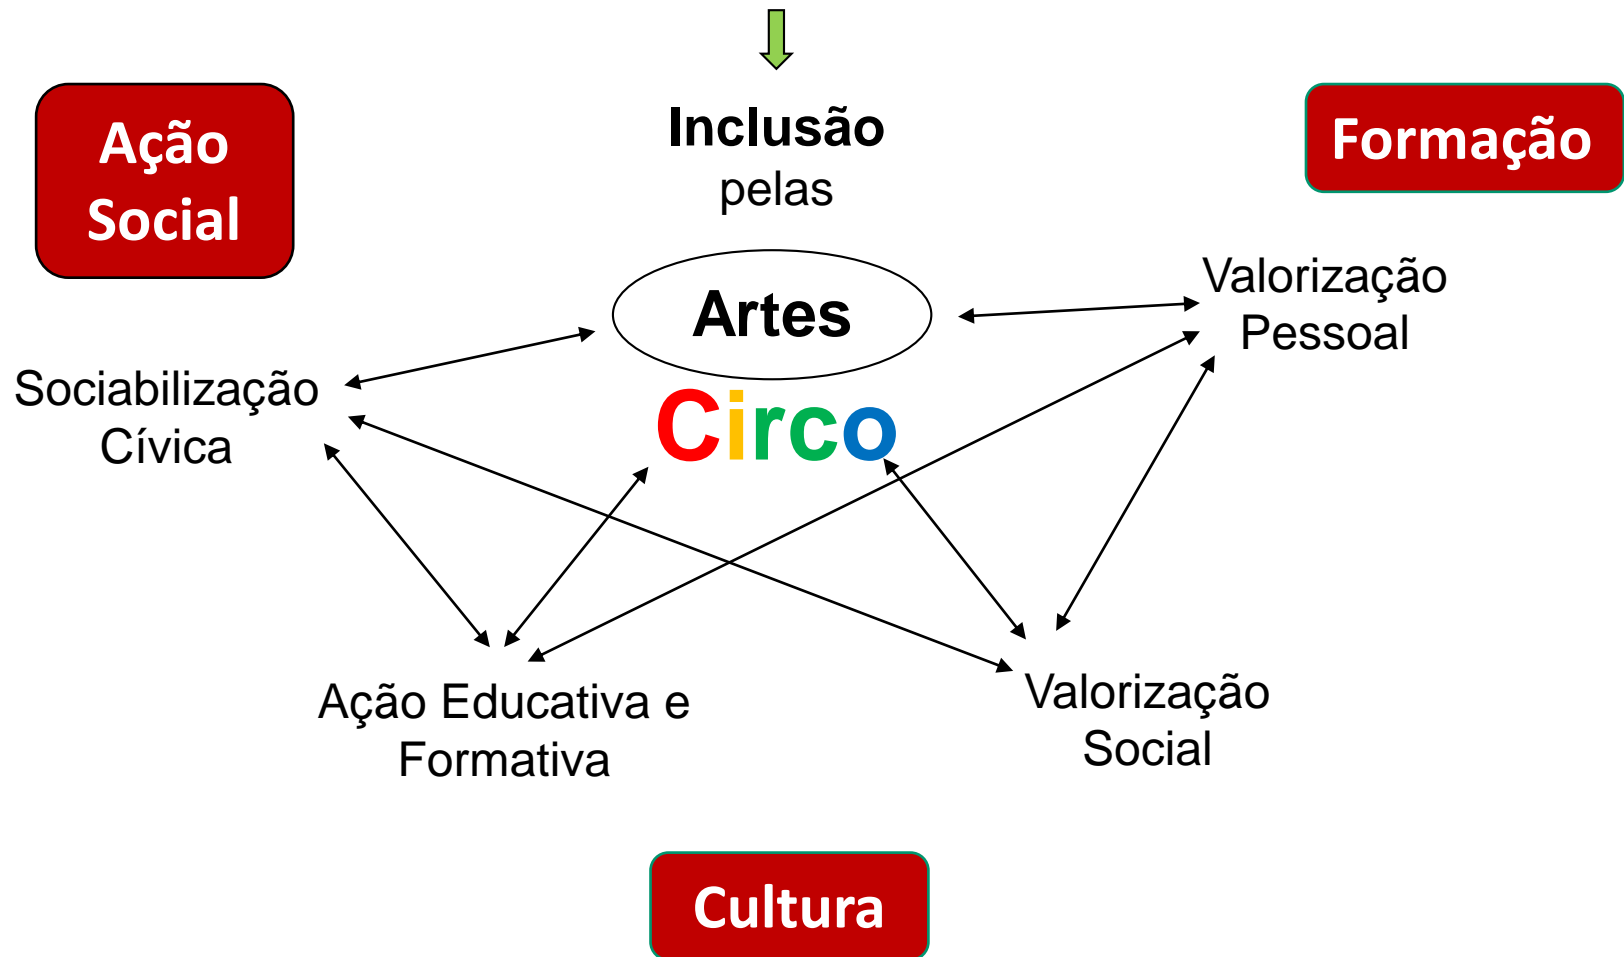 Ação
Social
Inclusão
pelas
Formação
Artes
Circo
Valorização
Pessoal
Sociabilização
Cívica
Ação Educativa e
Formativa
Valorização
Social
Cultura